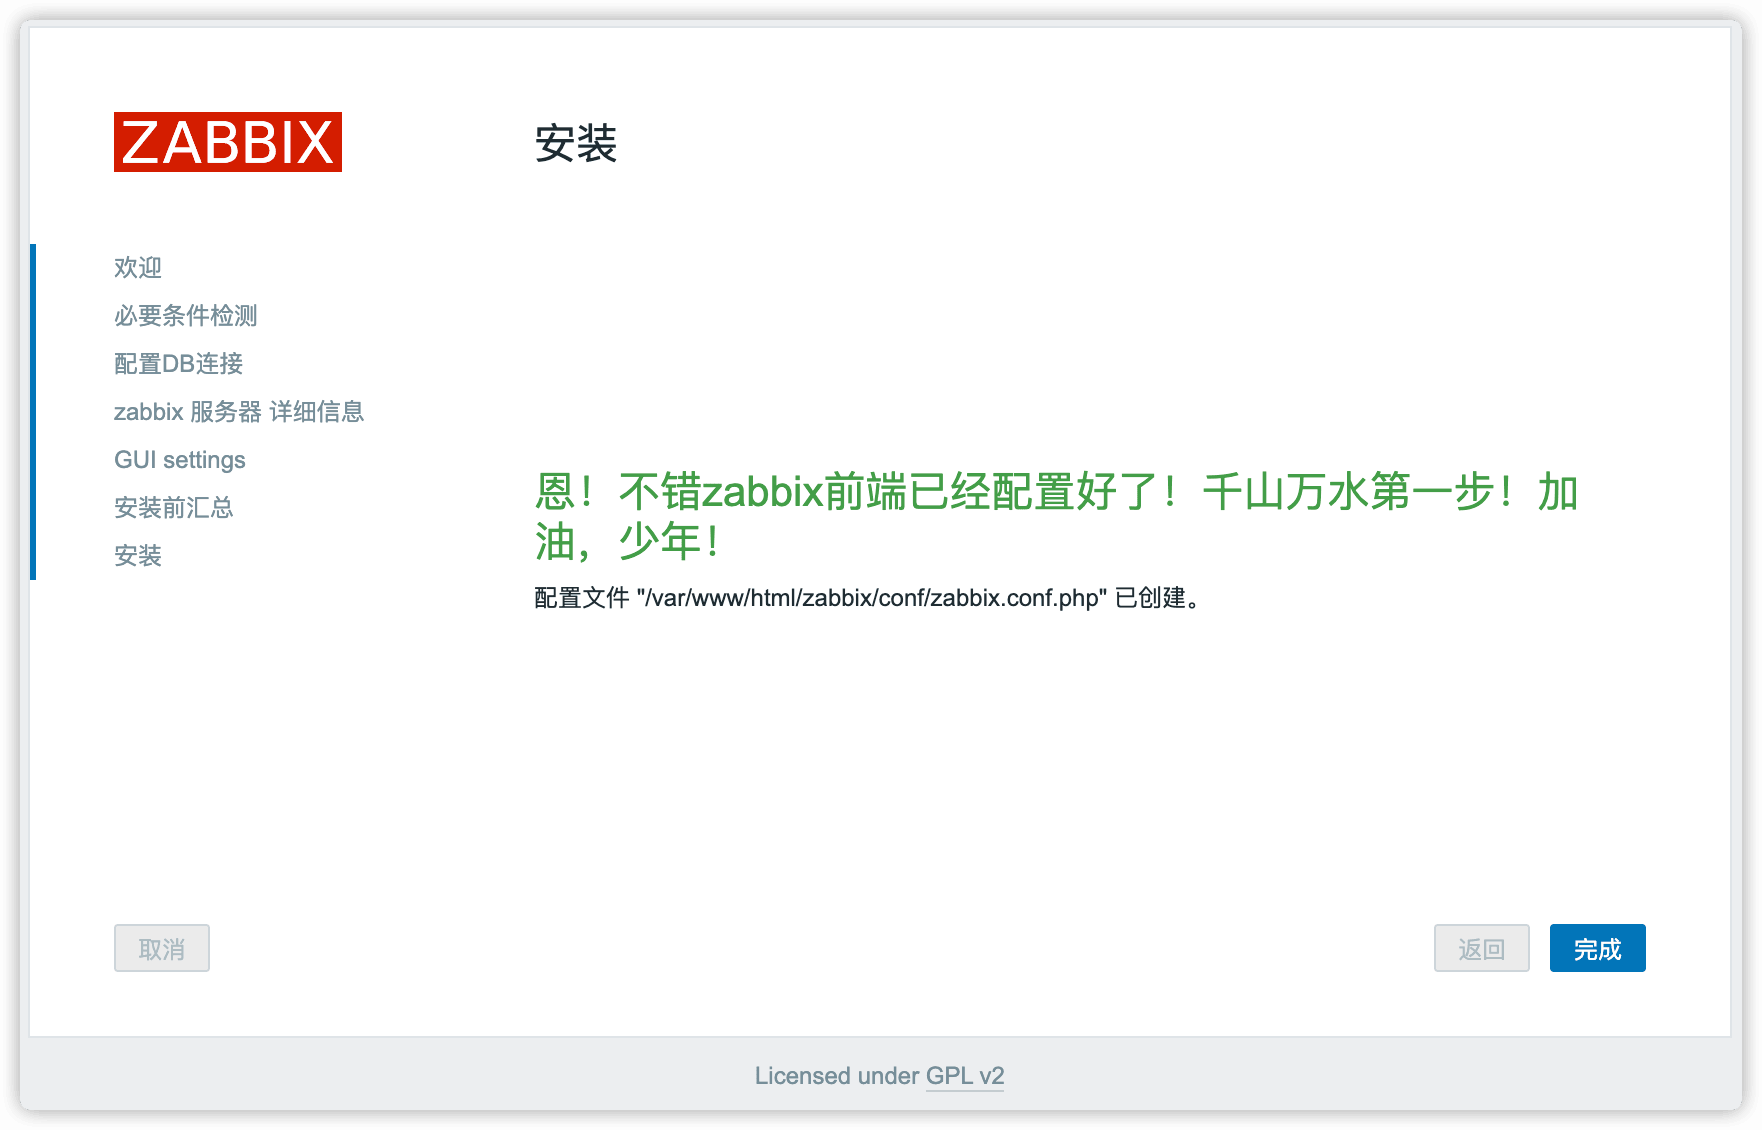 ZABBIX
安装
欢迎
必要条件检测
配置DB连接
zabbix 服务器 详细信息
GUI settings
安装前汇总
安装
恩！不错zabbix前端已经配置好了！千山万水第一步！加
油，少年！
配置文件 "/var/www/html/zabbix/conf/zabbix.conf.php" 已创建。
取消
返回
完成
Licensed under GPL v2